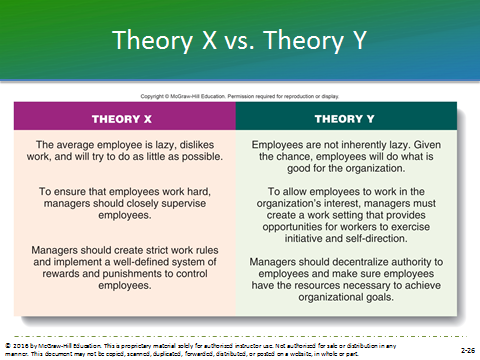 Theory X vs. Theory Y
Copyright © McGraw-Hill Education. Permission required for reproduction or display.
THEORY X
The average employee is lazy, dislikes
work, and will try to do as little as possible.
To ensure that employees work hard,
managers should closely supervise
employees.
Managers should create strict work rules
and implement a well-defined system of
rewards and punishments to control
employees.
THEORY Y
Employees are not inherently lazy. Given
the chance, employees will do what is
good for the organization.
To allow employees to work in the
organization's interest, managers must
create a work setting that provides
opportunities for workers to exercise
initiative and self-direction.
Managers should decentralize authority to
employees and make sure employees
have the resources necessary to achieve
organizational goals.
© 2016 by McGraw-Hill Education. This is proprietary material solely for authorized instructor use. Not authorized for sale or distribution in any
manner. This document may not be copied, scanned, duplicated, forwarded, distributed, or posted on a website, in whole or part.
2-26